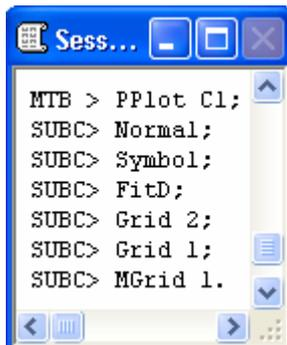 Sess...
MTB > PPlot C1;
SUBC> Normal;
SUBC> Symbol;
SUBC> FitD;
SUBC> Grid 2;
SUBC> Grid 1;
SUBC> MGrid 1.